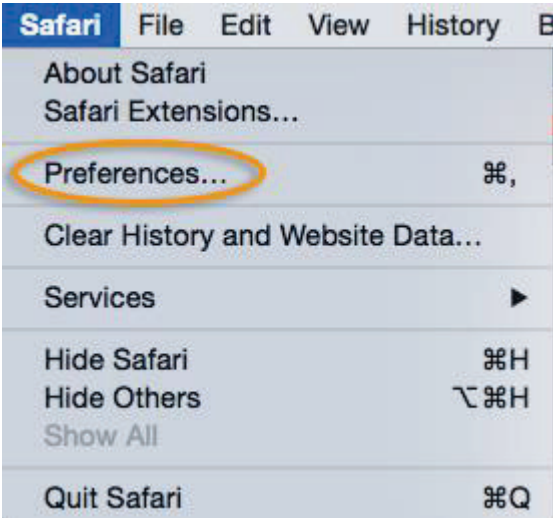 Safari File Edit View History B
About Safari
Safari Extensions...
Preferences... ⌘,
Clear History and Website Data...
Services ▶
Hide Safari ⌘H
Hide Others ⌥⌘H
Show All
Quit Safari ⌘Q